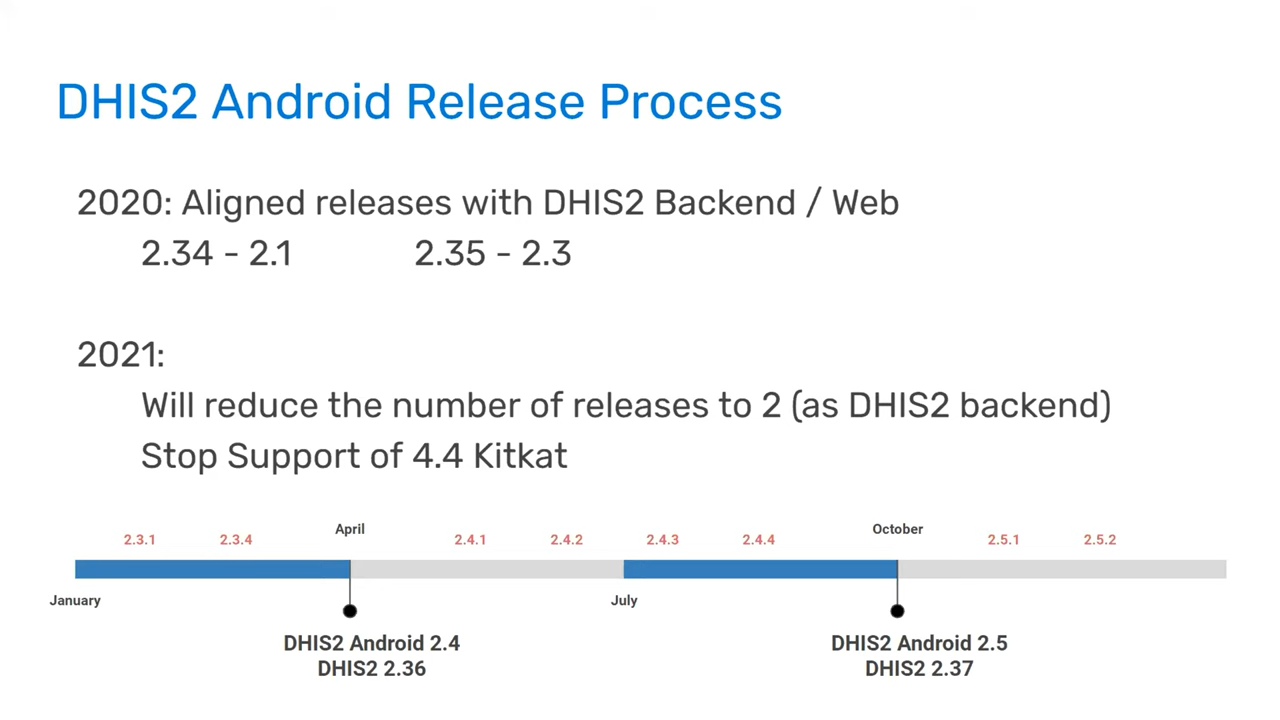 DHIS2 Android Release Process
2020: Aligned releases with DHIS2 Backend / Web
2.34 - 2.1 2.35 - 2.3
2021:
Will reduce the number of releases to 2 (as DHIS2 backend)
Stop Support of 4.4 Kitkat
2.3.1 2.3.4 April 2.4.1 2.4.2 2.4.3 2.4.4 October 2.5.1 2.5.2
January July
DHIS2 Android 2.4 DHIS2 Android 2.5
DHIS2 2.36 DHIS2 2.37